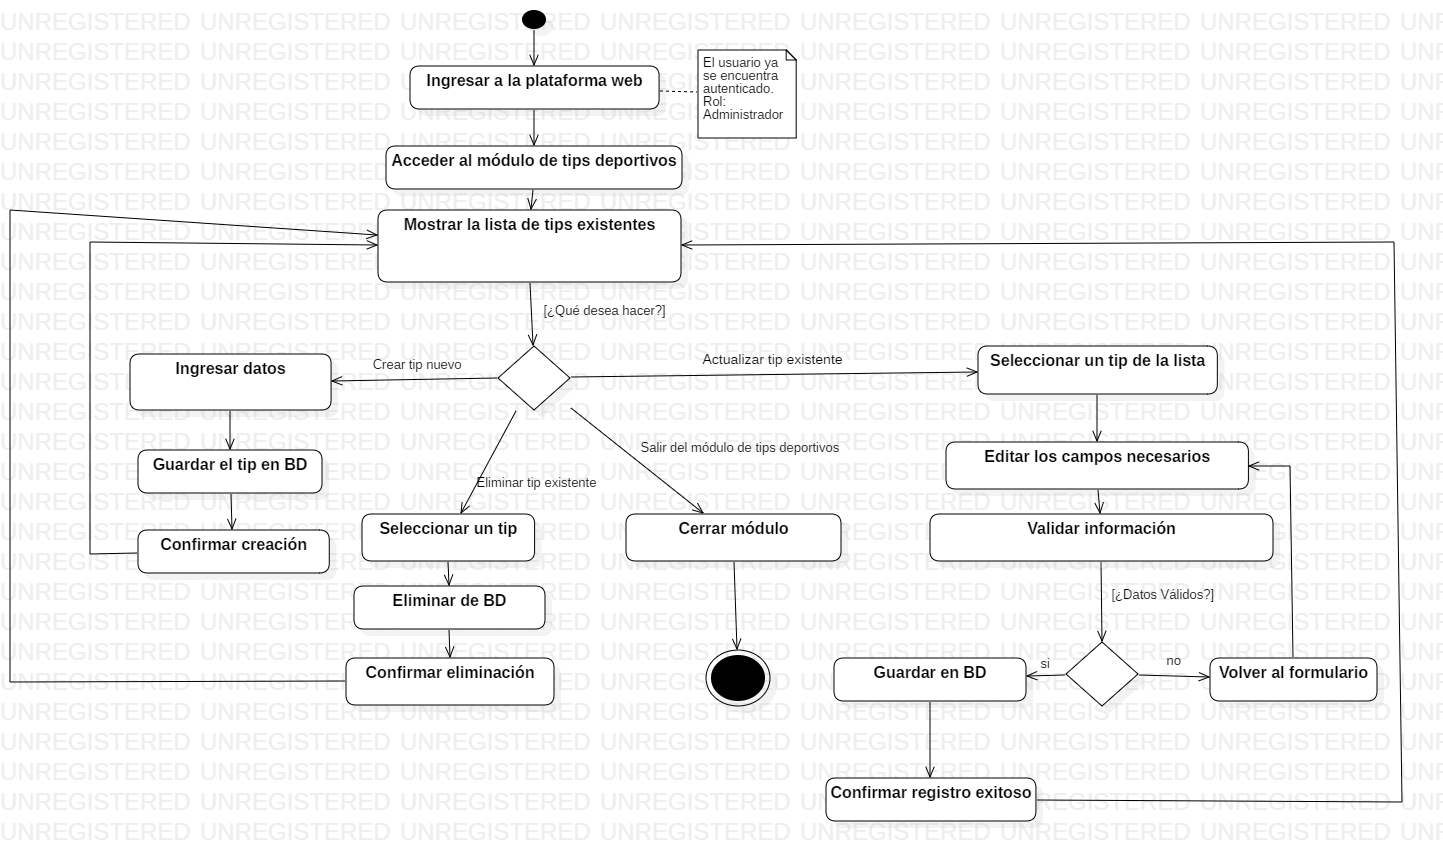 Ingresar a la plataforma web
El usuario ya
se encuentra
autenticado.
Rol:
Administrador
Acceder al módulo de tips deportivos
Mostrar la lista de tips existentes
[¿Qué desea hacer?]
Crear tip nuevo
Actualizar tip existente
Ingresar datos
Seleccionar un tip de la lista
Salir del módulo de tips deportivos
Eliminar tip existente
Guardar el tip en BD
Editar los campos necesarios
Confirmar creación
Seleccionar un tip
Cerrar módulo
Validar información
Eliminar de BD
[¿Datos Válidos?]
Confirmar eliminación
Guardar en BD
si
no
Volver al formulario
Confirmar registro exitoso
UNREGISTERED